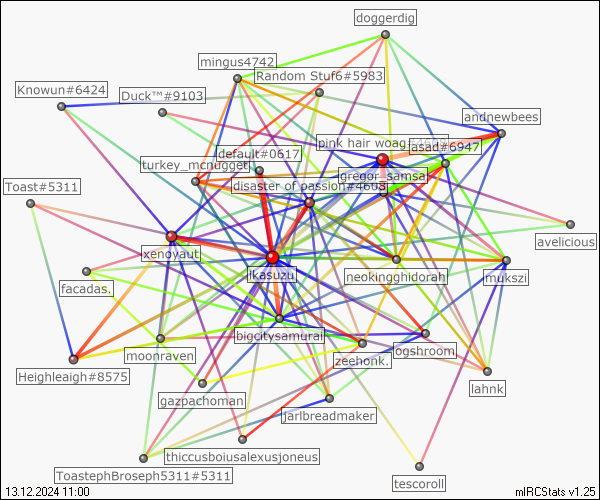 doggerdig
mingus4742
Random Stuf6#5983
Knowun#6424
Duck™#9103
andnewbees
pink hair woag
jasad#6947
default#0617
turkey_mcnugget
gregor_samsa
Toast#5311
disaster of passion#4603
avelicious
xenoyaut
ikasuzu
neokingghidorah
mukszi
facadas.
bigcitysamurai
moonraven
ogshroom
zeehonk.
Heighleaigh#8575
lahnk
gazpachoman
jarlbreadmaker
thiccusboiusalexusjoneus
ToastephBroseph5311#5311
tescoroll
13.12.2024 11:00
mIRCStats v1.25